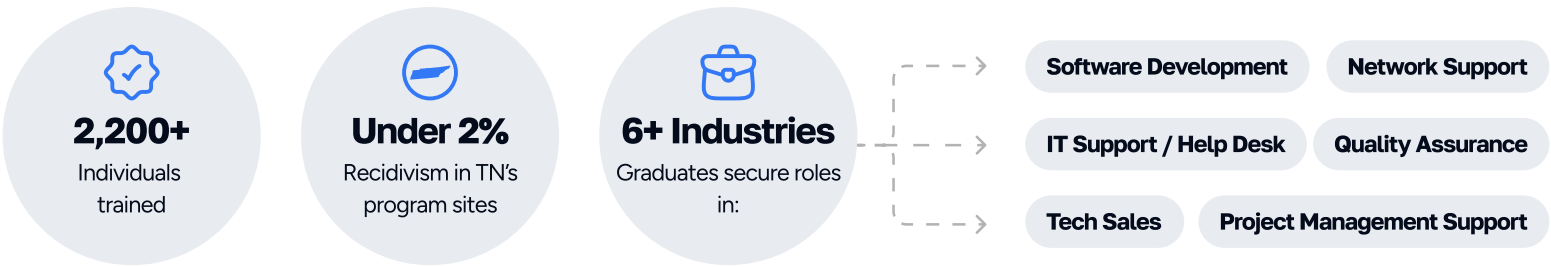 2,200+
Individuals
trained
Under 2%
Recidivism in TN’s
program sites
6+ Industries
Graduates secure roles
in:
Software Development
Network Support
IT Support / Help Desk
Quality Assurance
Tech Sales
Project Management Support